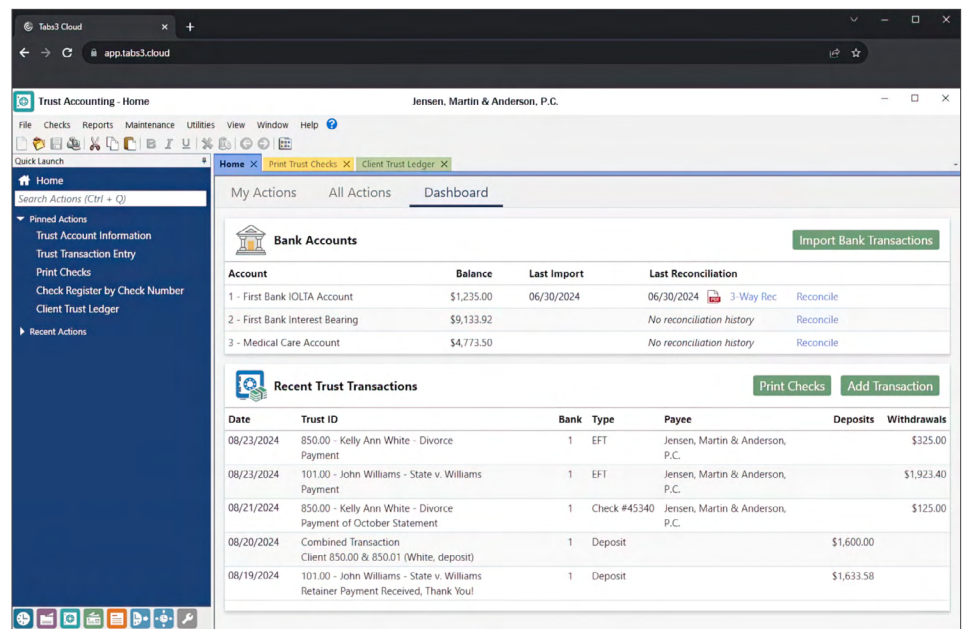 Tabs3 Cloud
app.tabs3.cloud
Trust Accounting - Home Jensen, Martin & Anderson, P.C.
File Checks Reports Maintenance Utilities View Window Help ?
B I U
Quick Launch
Home
Search Actions (Ctrl + Q)
Pinned Actions
Trust Account Information
Trust Transaction Entry
Print Checks
Check Register by Check Number
Client Trust Ledger
Recent Actions
Home X Print Trust Checks X Client Trust Ledger X
My Actions All Actions Dashboard
Bank Accounts Import Bank Transactions
Account Balance Last Import Last Reconciliation
1 - First Bank IOLTA Account $1,235.00 06/30/2024 06/30/2024 PDF 3-Way Rec Reconcile
2 - First Bank Interest Bearing $9,133.92 No reconciliation history Reconcile
3 - Medical Care Account $4,773.50 No reconciliation history Reconcile
Recent Trust Transactions Print Checks Add Transaction
Date Trust ID Bank Type Payee Deposits Withdrawals
08/23/2024 850.00 - Kelly Ann White - Divorce 1 EFT Jensen, Martin & Anderson, $325.00
Payment P.C.
08/23/2024 101.00 - John Williams - State v. Williams 1 EFT Jensen, Martin & Anderson, $1,923.40
Payment P.C.
08/21/2024 850.00 - Kelly Ann White - Divorce 1 Check #45340 Jensen, Martin & Anderson, $125.00
Payment of October Statement P.C.
08/20/2024 Combined Transaction 1 Deposit $1,600.00
Client 850.00 & 850.01 (White, deposit)
08/19/2024 101.00 - John Williams - State v. Williams 1 Deposit $1,633.58
Retainer Payment Received, Thank You!